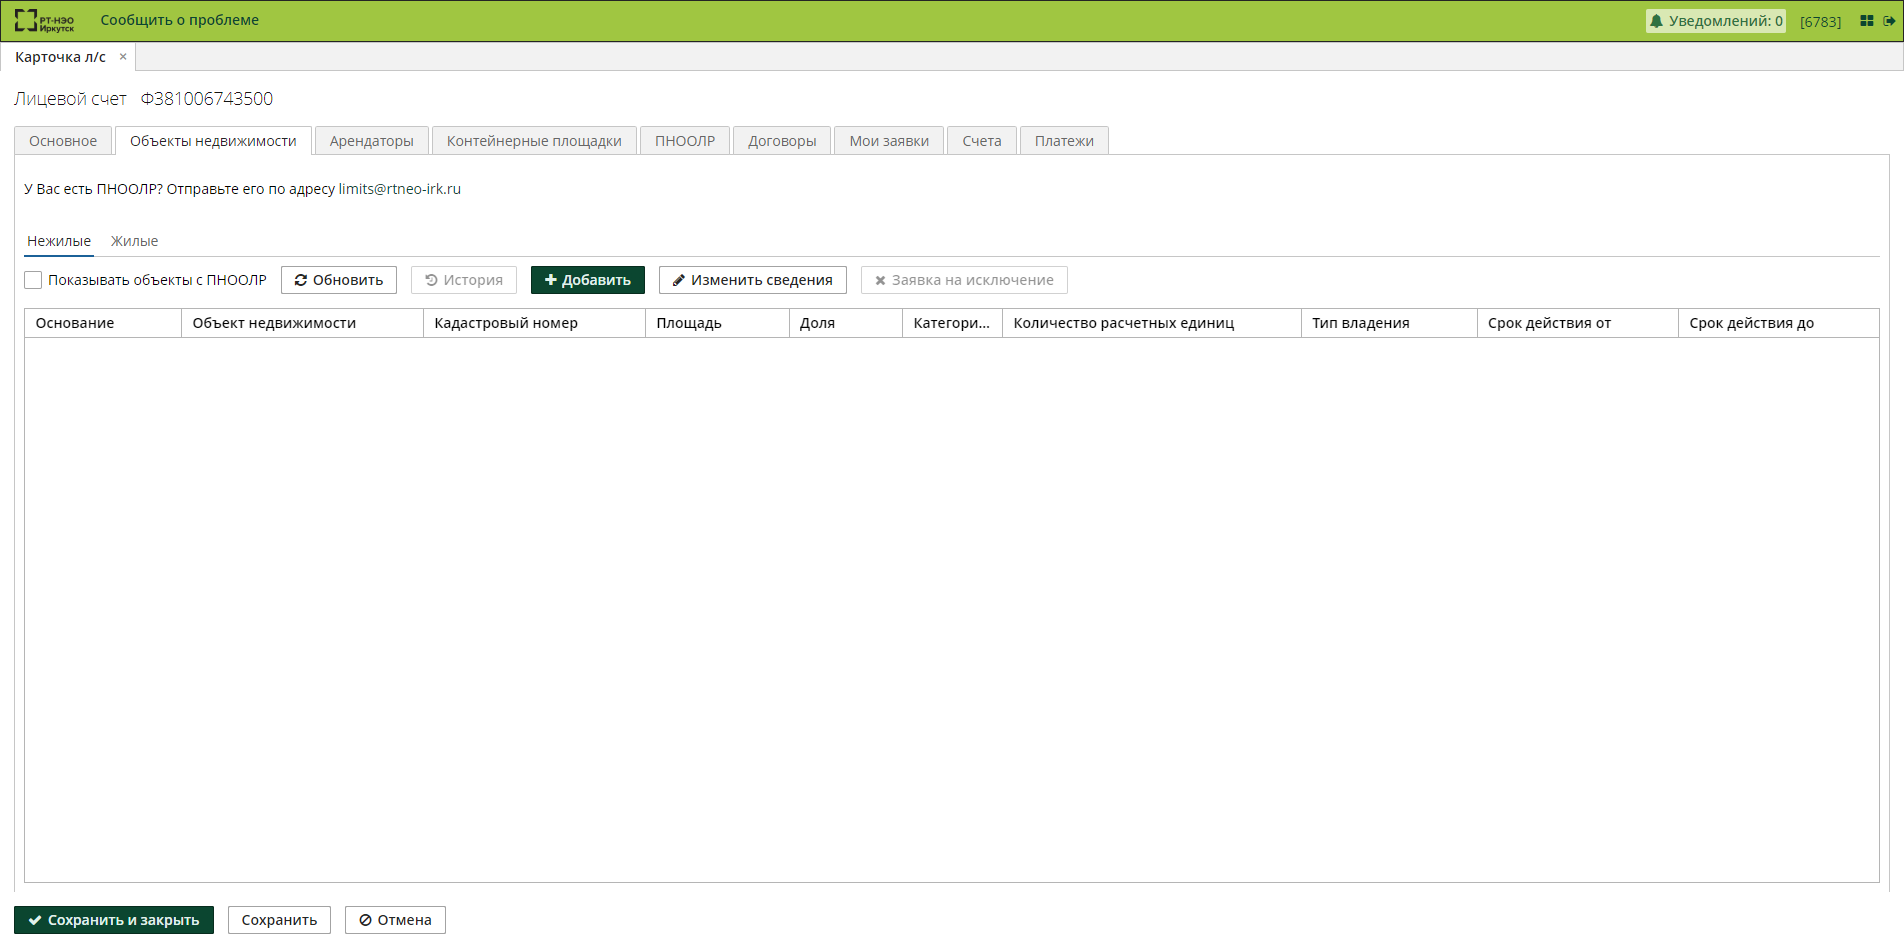 РТ-НЭО
Иркутск
Сообщить о проблеме
Уведомлений: 0
[6783]
Карточка л/с ×
Лицевой счет Ф381006743500
Основное
Объекты недвижимости
Арендаторы
Контейнерные площадки
ПНООЛР
Договоры
Мои заявки
Счета
Платежи
У Вас есть ПНООЛР? Отправьте его по адресу limits@rtneo-irk.ru
Нежилые
Жилые
Показывать объекты с ПНООЛР
Обновить
История
Добавить
Изменить сведения
Заявка на исключение
Основание
Объект недвижимости
Кадастровый номер
Площадь
Доля
Категори...
Количество расчетных единиц
Тип владения
Срок действия от
Срок действия до
Сохранить и закрыть
Сохранить
Отмена